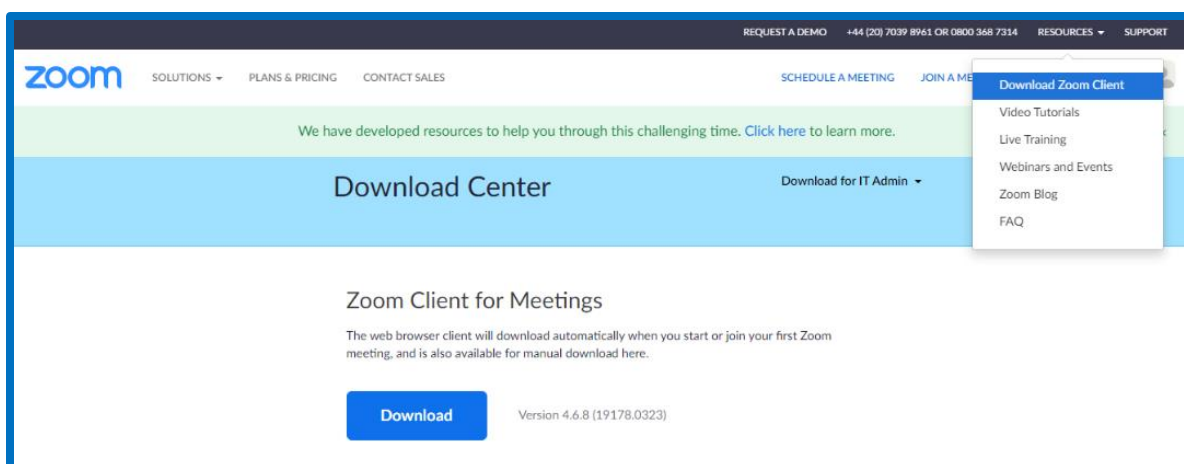 REQUEST A DEMO +44 (20) 7039 8961 OR 0800 368 7314 RESOURCES SUPPORT
zoom SOLUTIONS PLANS & PRICING CONTACT SALES SCHEDULE A MEETING JOIN A ME
Download Zoom Client
Video Tutorials
Live Training
Webinars and Events
Zoom Blog
FAQ
We have developed resources to help you through this challenging time. Click here to learn more.
Download Center
Download for IT Admin
Zoom Client for Meetings
The web browser client will download automatically when you start or join your first Zoom
meeting, and is also available for manual download here.
Download Version 4.6.8 (19178.0323)